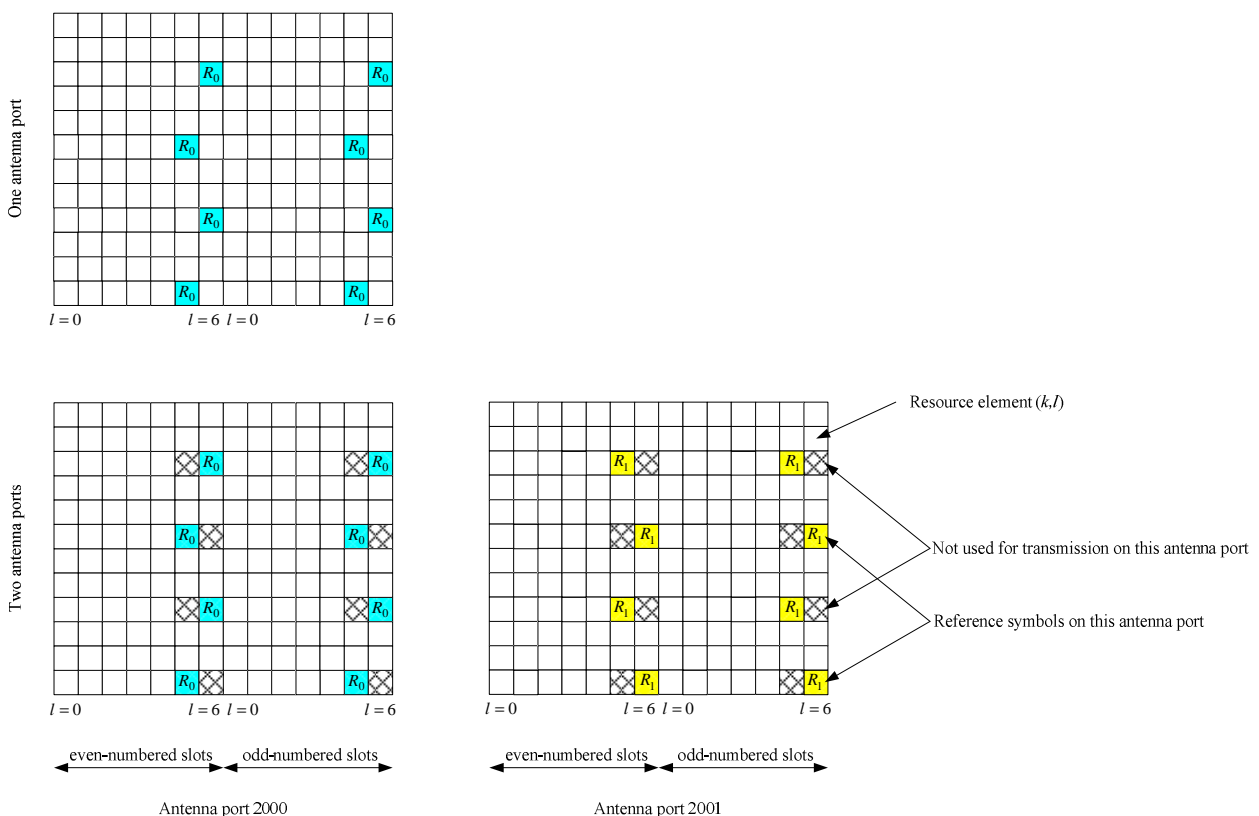 One antenna port
R0 R0
R0 R0
R0 R0
R0 R0
l = 0 l = 6 l = 0 l = 6
Two antenna ports
Resource element (k,l)
R0 R0 R1 R1
R0 R0 R1 R1
Not used for transmission on this antenna port
R0 R0 R1 R1
Reference symbols on this antenna port
R0 R0 R1 R1
l = 0 l = 6 l = 0 l = 6 l = 0 l = 6 l = 0 l = 6
even-numbered slots odd-numbered slots even-numbered slots odd-numbered slots
Antenna port 2000 Antenna port 2001